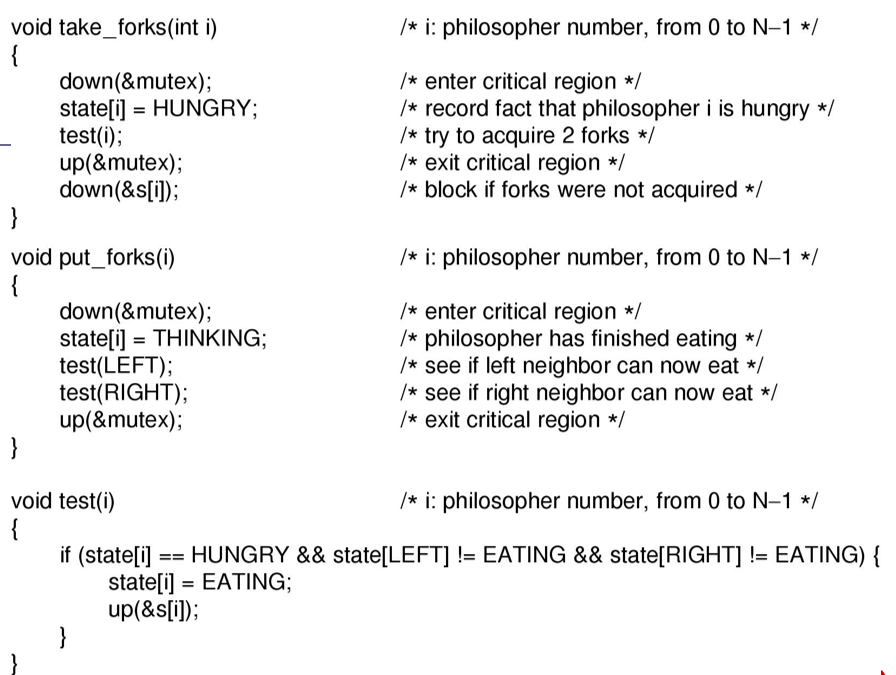 void take_forks(int i) /* i: philosopher number, from 0 to N–1 */
{
down(&mutex); /* enter critical region */
state[i] = HUNGRY; /* record fact that philosopher i is hungry */
test(i); /* try to acquire 2 forks */
up(&mutex); /* exit critical region */
down(&s[i]); /* block if forks were not acquired */
}
void put_forks(i) /* i: philosopher number, from 0 to N–1 */
{
down(&mutex); /* enter critical region */
state[i] = THINKING; /* philosopher has finished eating */
test(LEFT); /* see if left neighbor can now eat */
test(RIGHT); /* see if right neighbor can now eat */
up(&mutex); /* exit critical region */
}
void test(i) /* i: philosopher number, from 0 to N–1 */
{
if (state[i] == HUNGRY && state[LEFT] != EATING && state[RIGHT] != EATING) {
state[i] = EATING;
up(&s[i]);
}
}